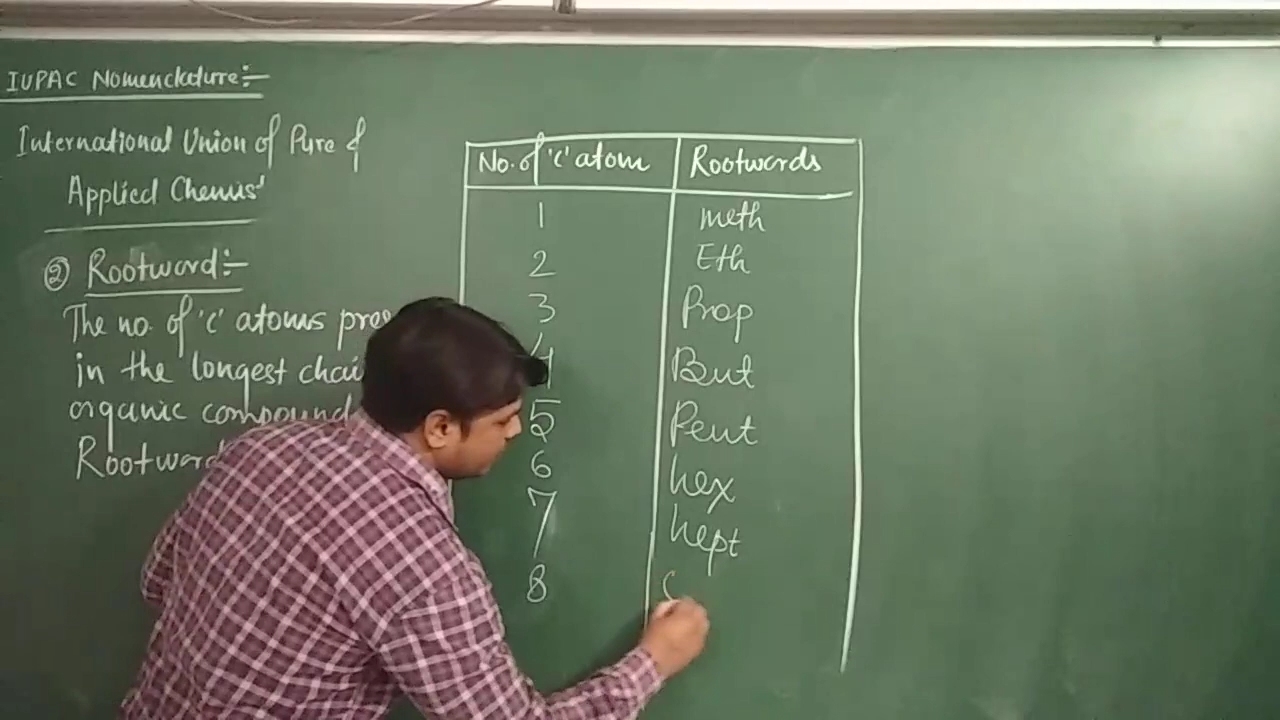 IUPAC Nomenclature:-
International Union of Pure &
Applied Chemis
② Rootword:-
The no. of 'c' atoms pres
in the longest chai
organic compound
Rootword
No. of 'c' atom Rootwords
1 meth
2 Eth
3 Prop
4 But
5 Pent
6 hex
7 hept
8